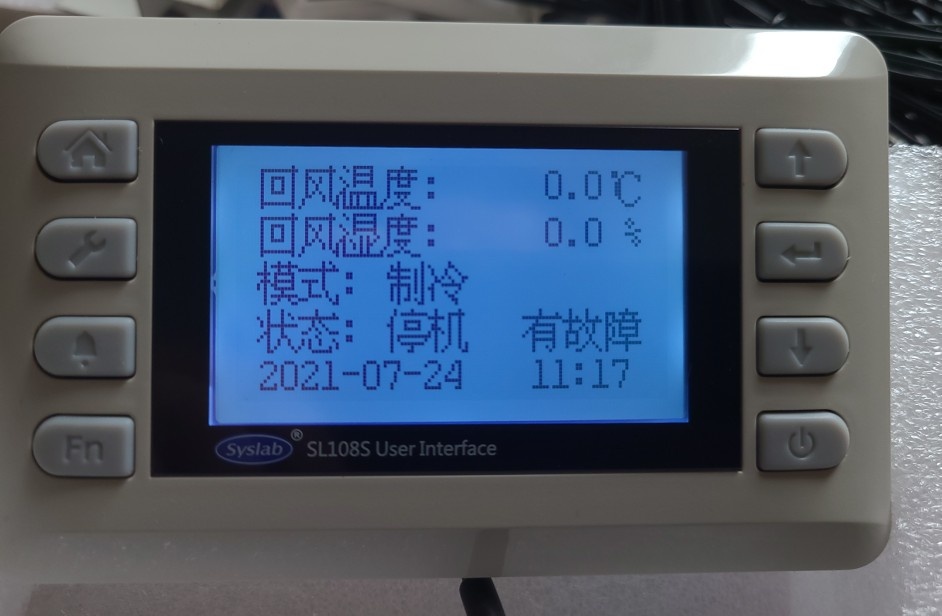 回风温度: 0.0℃
回风湿度: 0.0 %
模式: 制冷
状态: 停机 有故障
2021-07-24 11:17
Syslab® SL108S User Interface
Fn